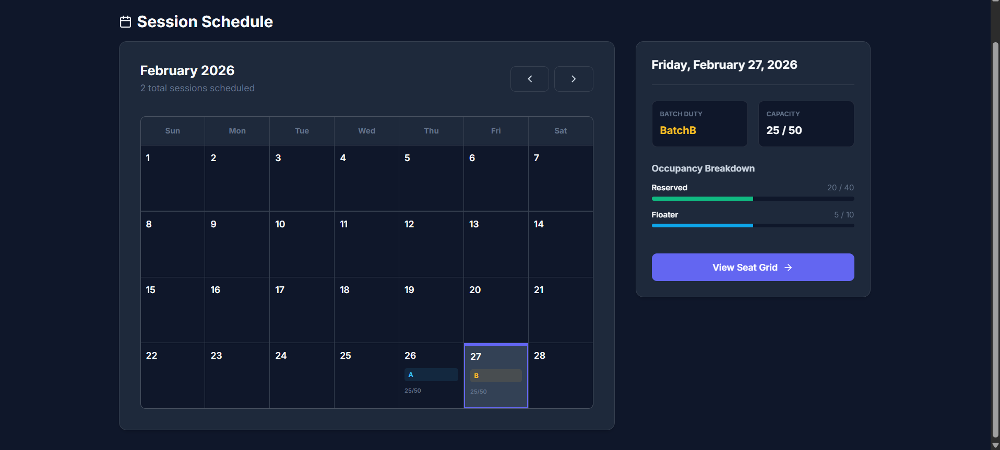 Session Schedule
February 2026
2 total sessions scheduled
Sun Mon Tue Wed Thu Fri Sat
1 2 3 4 5 6 7
8 9 10 11 12 13 14
15 16 17 18 19 20 21
22 23 24 25 26 27 28
A B
25/50 25/50
Friday, February 27, 2026
BATCH DUTY
BatchB
CAPACITY
25 / 50
Occupancy Breakdown
Reserved 20 / 40
Floater 5 / 10
View Seat Grid →